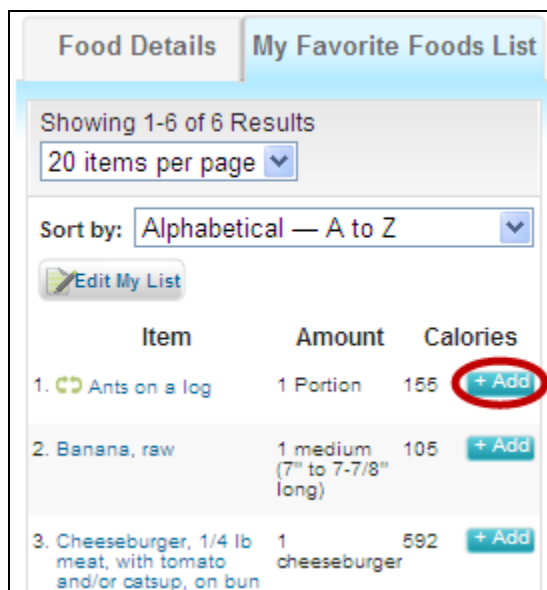 Food Details My Favorite Foods List
Showing 1-6 of 6 Results
20 items per page
Sort by: Alphabetical — A to Z
Edit My List
Item Amount Calories
1. Ants on a log 1 Portion 155 + Add
2. Banana, raw 1 medium 105 + Add
(7" to 7-7/8"
long)
3. Cheeseburger, 1/4 lb 1 592 + Add
meat, with tomato cheeseburger
and/or catsup, on bun